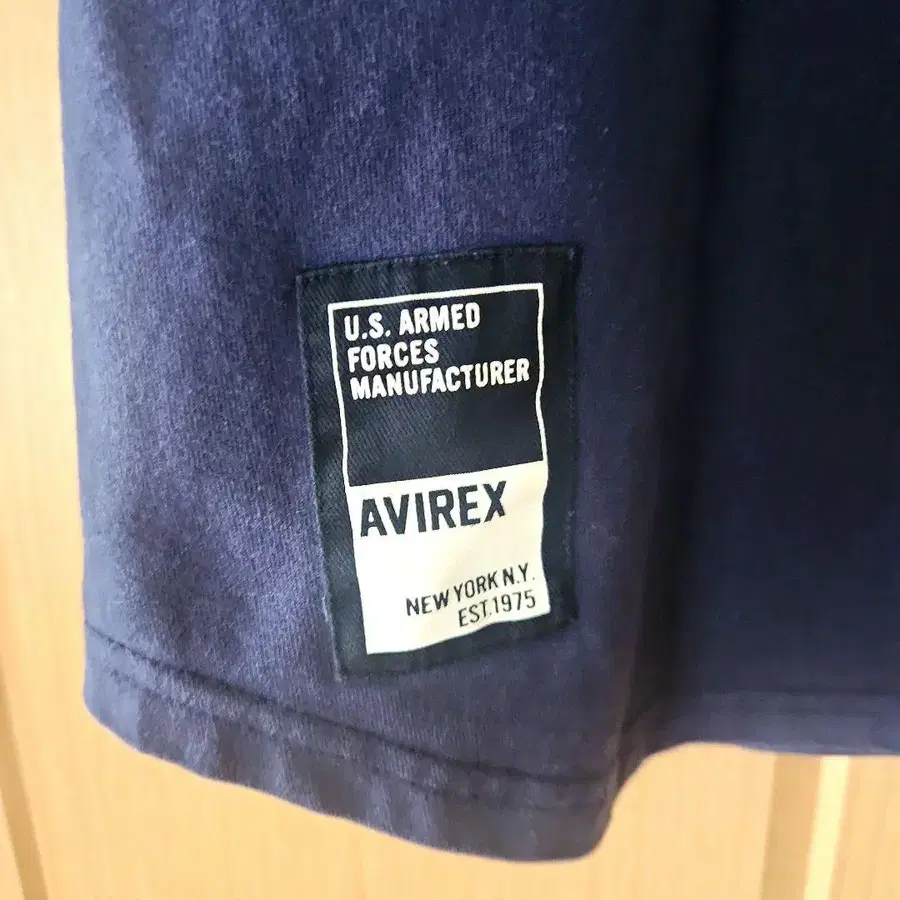 U.S. ARMED
FORCES
MANUFACTURER
AVIREX
NEW YORK N.Y.
EST.1975